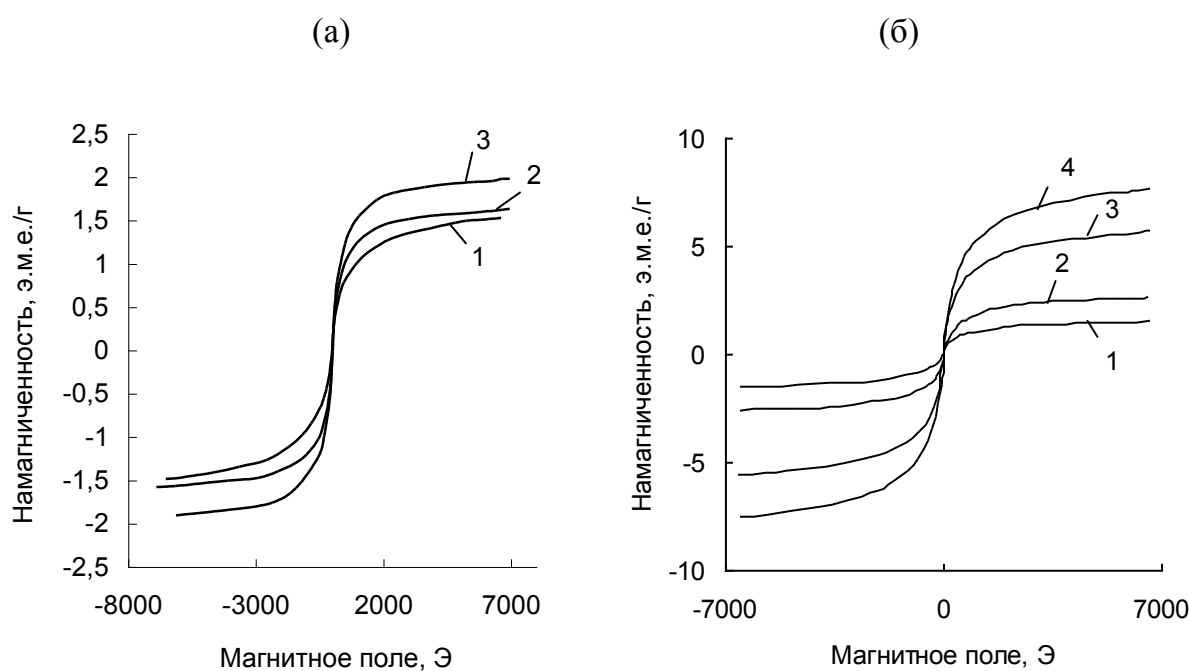 (а)
(б)
Намагниченность, э.м.е./г
2,5
2
1,5
1
0,5
0
-0,5
-1
-1,5
-2
-2,5
3
2
1
-8000 -3000 2000 7000
Магнитное поле, Э
Намагниченность, э.м.е./г
10
5
0
-5
-10
4
3
2
1
-7000 0 7000
Магнитное поле, Э